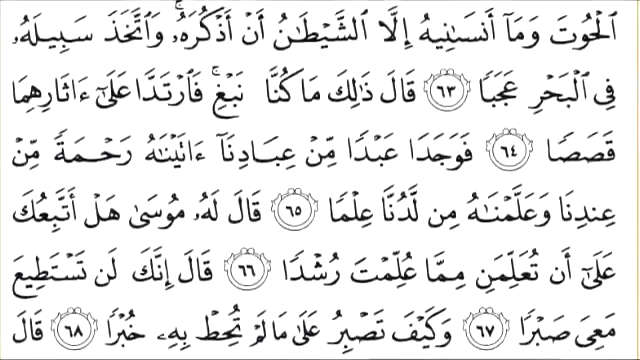 ٱلۡحُوتَ وَمَآ أَنسَىٰنِيهُ إِلَّا ٱلشَّيۡطَٰنُ أَنۡ أَذۡكُرَهُۥۚ وَٱتَّخَذَ سَبِيلَهُۥ
فِي ٱلۡبَحۡرِ عَجَبٗا ٦٣ قَالَ ذَٰلِكَ مَا كُنَّا نَبۡغِۚ فَٱرۡتَدَّا عَلَىٰٓ ءَاثَارِهِمَا
قَصَصٗا ٦٤ فَوَجَدَا عَبۡدٗا مِّنۡ عِبَادِنَآ ءَاتَيۡنَٰهُ رَحۡمَةٗ مِّنۡ
عِندِنَا وَعَلَّمۡنَٰهُ مِن لَّدُنَّا عِلۡمٗا ٦٥ قَالَ لَهُۥ مُوسَىٰ هَلۡ أَتَّبِعُكَ
عَلَىٰٓ أَن تُعَلِّمَنِ مِمَّا عُلِّمۡتَ رُشۡدٗا ٦٦ قَالَ إِنَّكَ لَن تَسۡتَطِيعَ
مَعِيَ صَبۡرٗا ٦٧ وَكَيۡفَ تَصۡبِرُ عَلَىٰ مَا لَمۡ تُحِطۡ بِهِۦ خُبۡرٗا ٦٨ قَالَ